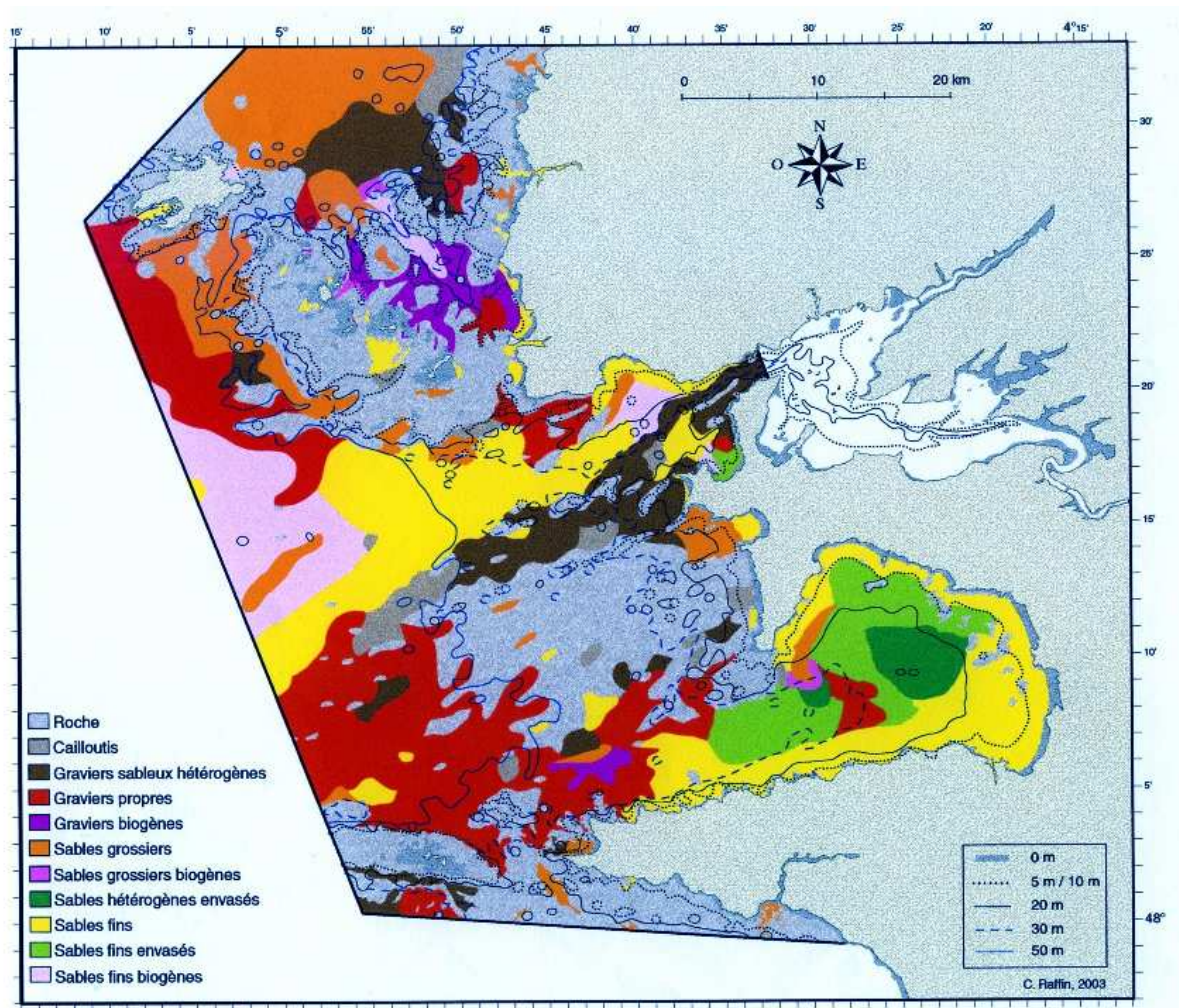 15' 5° 55' 50' 45' 40' 35' 30' 25' 20' 4° 15'
0 10 20 km
N
O E
S
30'
25'
20'
15'
10'
5'
48°
Roche
Cailloutis
Graviers sableux hétérogènes
Graviers propres
Graviers biogènes
Sables grossiers
Sables grossiers biogènes
Sables hétérogènes envasés
Sables fins
Sables fins envasés
Sables fins biogènes
0 m
5 m / 10 m
20 m
30 m
50 m
C. Raffin, 2003